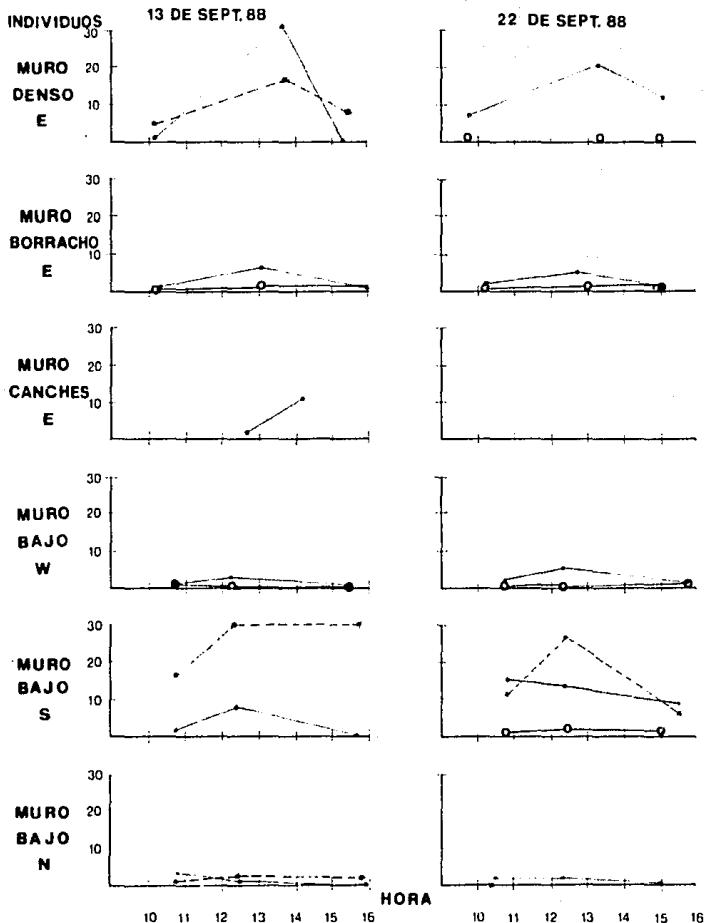 INDIVIDUOS
13 DE SEPT. 88
22 DE SEPT. 88
30
20
10
MURO
DENSO
E
30
20
10
MURO
BORRACHO
E
30
20
10
MURO
CANCHES
E
30
20
10
MURO
BAJO
W
30
20
10
MURO
BAJO
S
30
20
10
MURO
BAJO
N
HORA
10 11 12 13 14 15 16
10 11 12 13 14 15 16